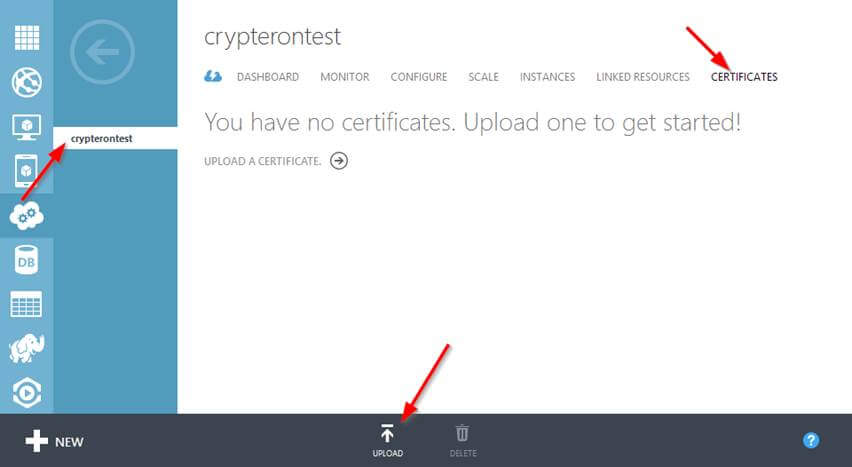 crypterontest
DASHBOARD MONITOR CONFIGURE SCALE INSTANCES LINKED RESOURCES CERTIFICATES
You have no certificates. Upload one to get started!
crypterontest
UPLOAD A CERTIFICATE.
DB
NEW
UPLOAD
DELETE
?